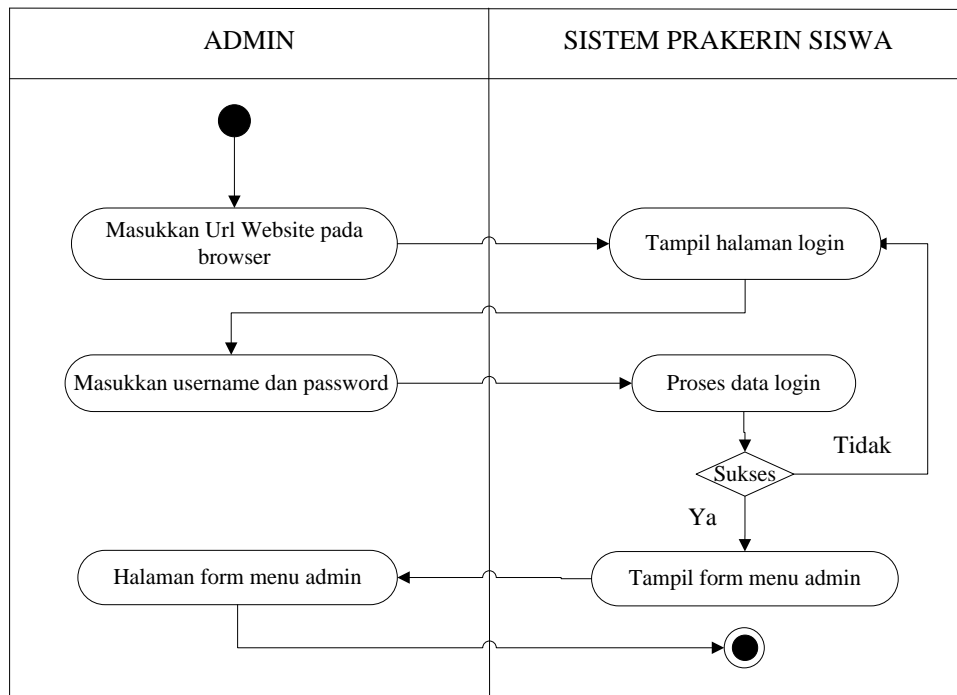 ADMIN
SISTEM PRAKERIN SISWA
Masukkan Url Website pada
browser
Tampil halaman login
Masukkan username dan password
Proses data login
Tidak
Sukses
Ya
Halaman form menu admin
Tampil form menu admin